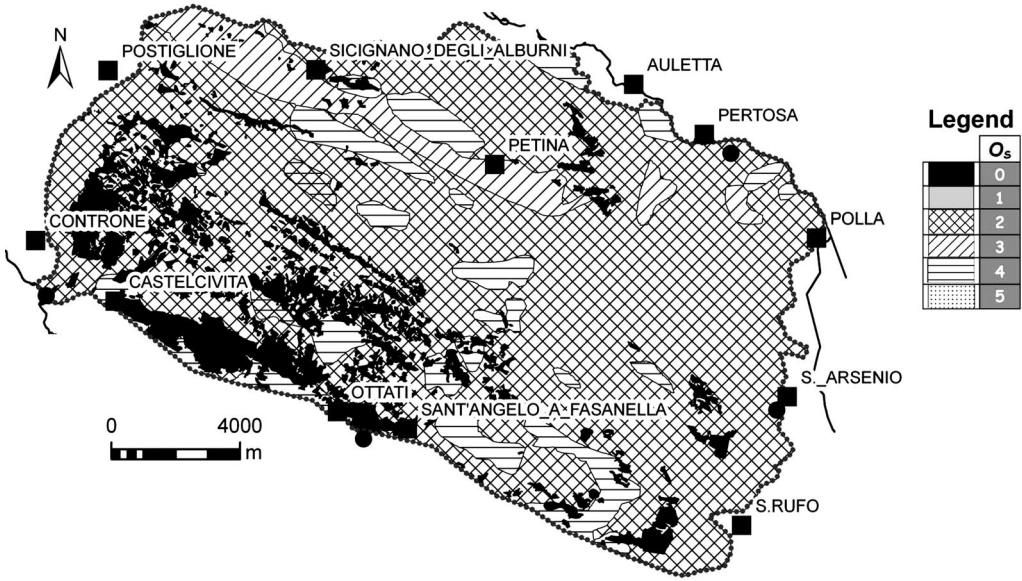 N
POSTIGLIONE
SICIGNANO_DEGLI_ALBURNI
AULETTA
PERTOSA
PETINA
CONTRONE
POLLA
CASTELCIVITA
S._ARSENIO
OTTATI
SANT'ANGELO_A_FASANELLA
S.RUFO
0 4000
m
Legend
Os
0
1
2
3
4
5